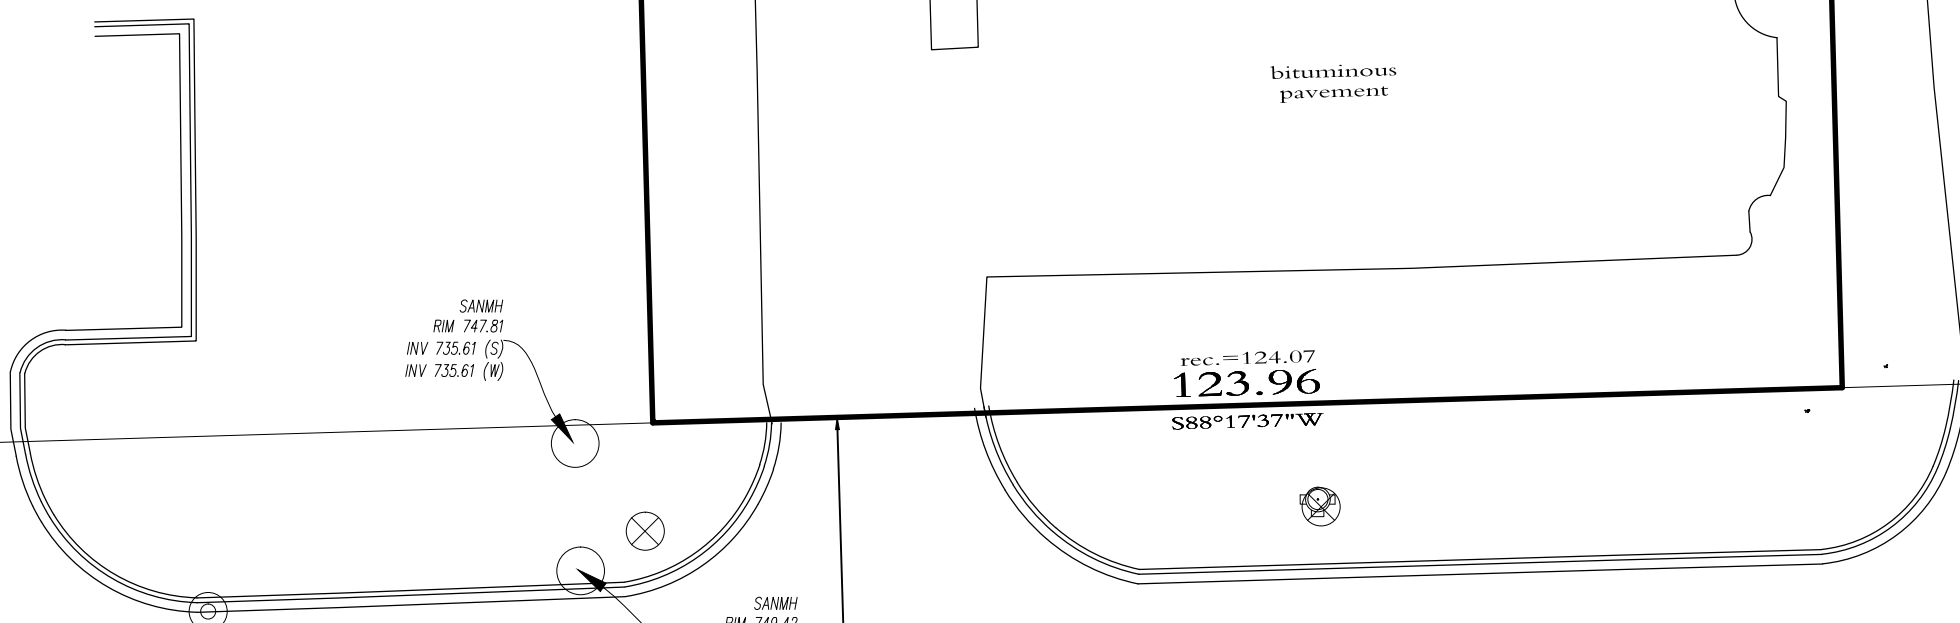 bituminous
pavement
SANMH
RIM 747.81
INV 735.61 (S)
INV 735.61 (W)
rec.=124.07
123.96
S88°17'37"W
SANMH